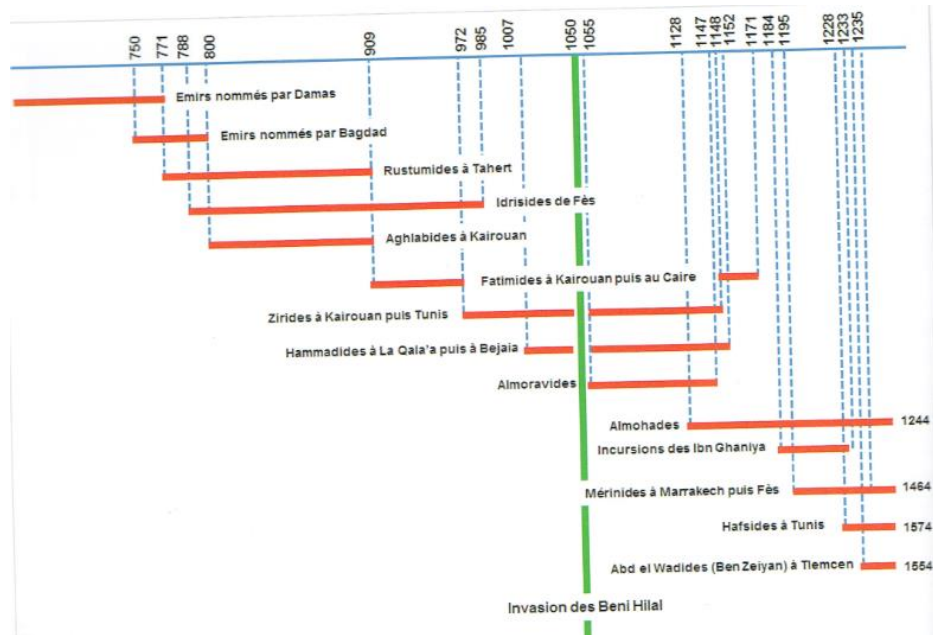 750
771
788
800
909
972
985
1007
1050
1055
1128
1147
1148
1152
1171
1184
1195
1228
1233
1235
Emirs nommés par Damas
Emirs nommés par Bagdad
Rustumides à Tahert
Idrisides de Fès
Aghlabides à Kairouan
Fatimides à Kairouan puis au Caire
Zirides à Kairouan puis Tunis
Hammadides à La Qala'a puis à Bejaïa
Almoravides
Almohades 1244
Incursions des Ibn Ghaniya
Mérinides à Marrakech puis Fès 1464
Hafsides à Tunis 1574
Abd el Wadides (Ben Zeiyan) à Tlemcen 1554
Invasion des Beni Hilal